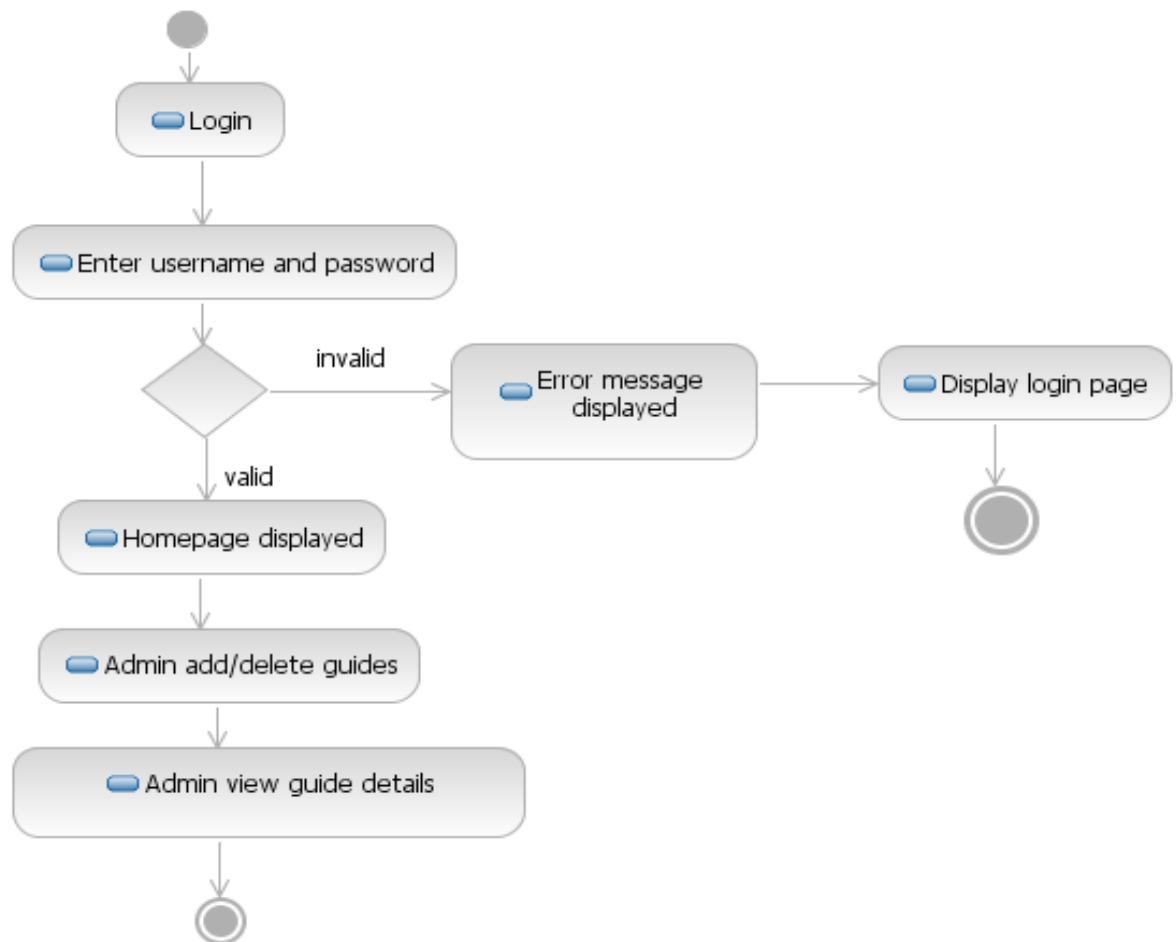 Login
Enter username and password
invalid
Error message
displayed
Display login page
valid
Homepage displayed
Admin add/delete guides
Admin view guide details